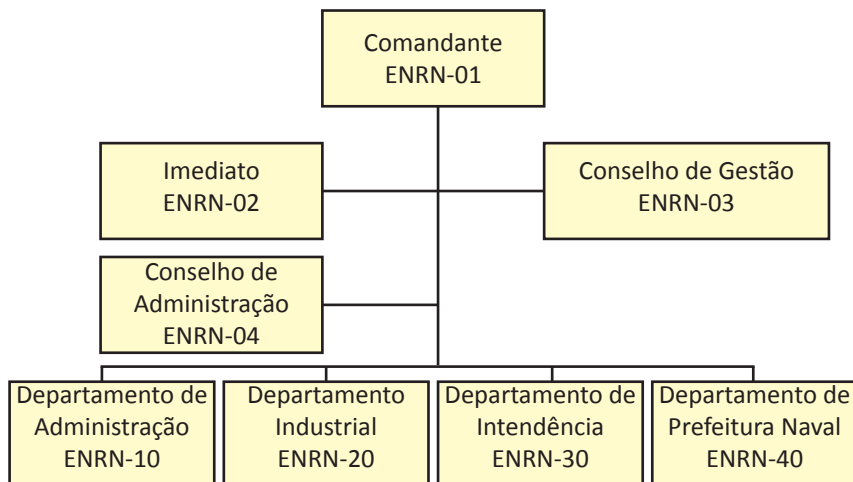 Comandante
ENRN-01
Imediato
ENRN-02
Conselho de Gestão
ENRN-03
Conselho de
Administração
ENRN-04
Departamento de
Administração
ENRN-10
Departamento
Industrial
ENRN-20
Departamento de
Intendência
ENRN-30
Departamento de
Prefeitura Naval
ENRN-40